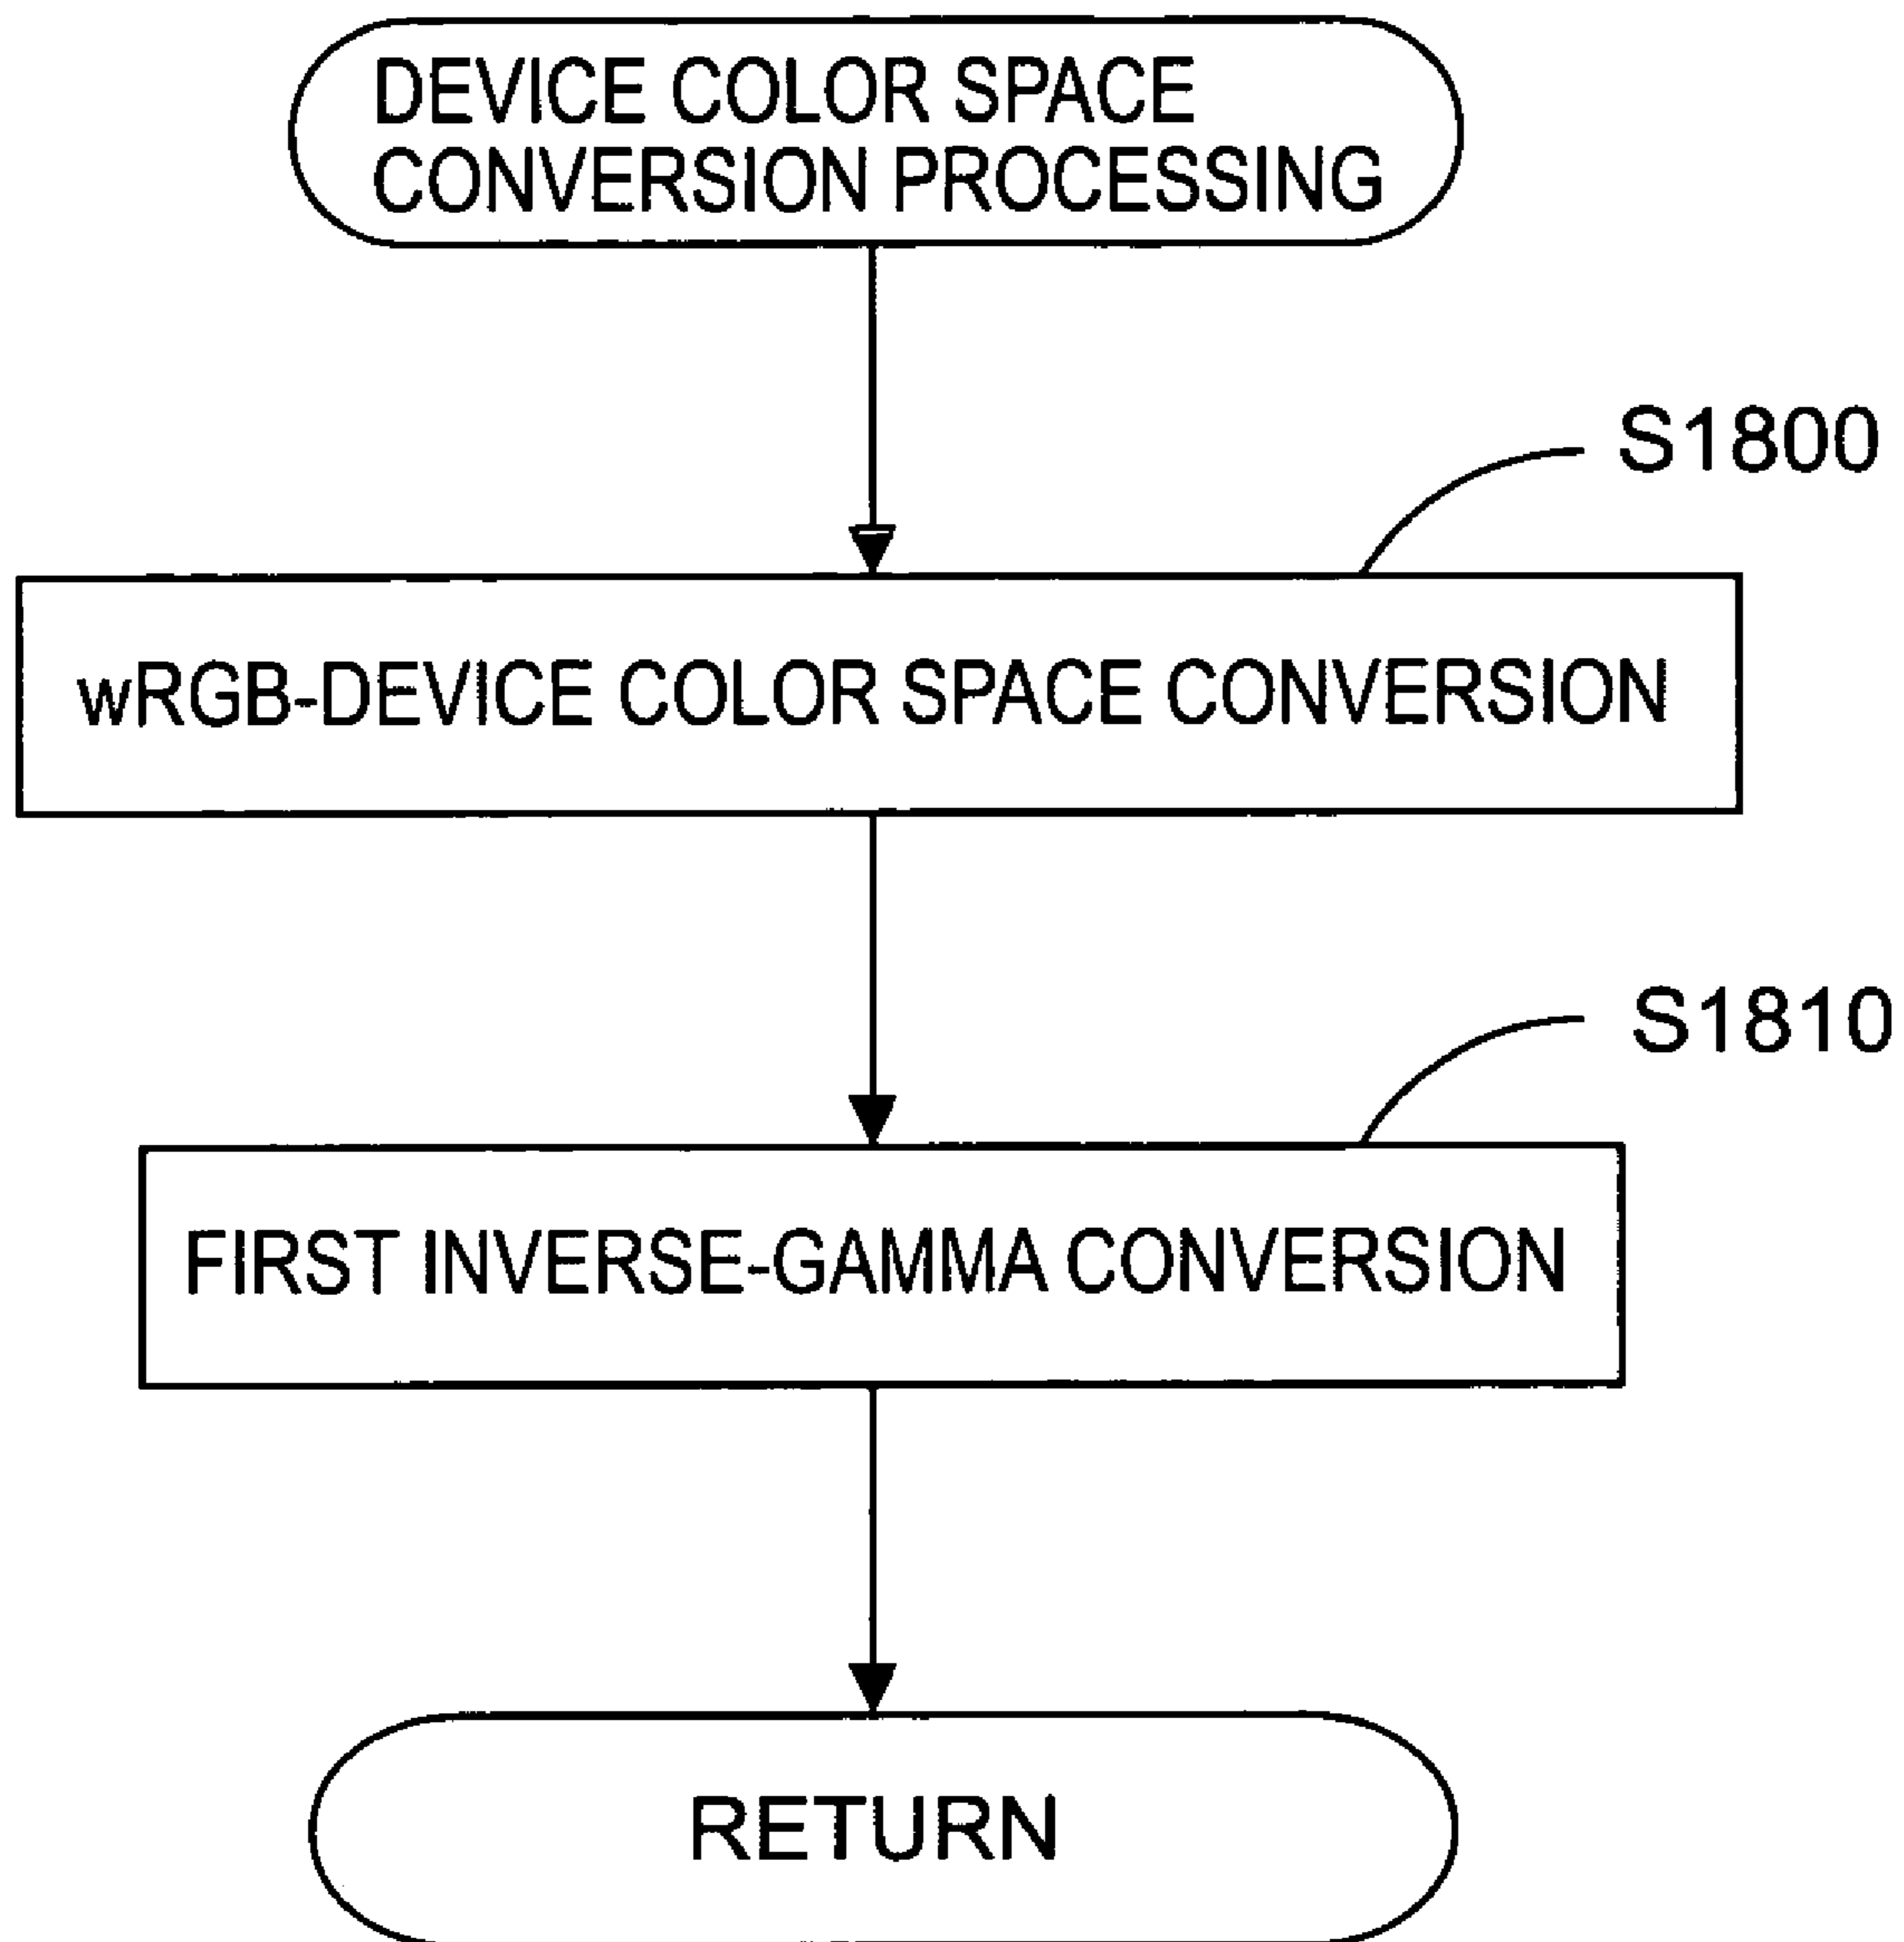 DEVICE COLOR SPACE
CONVERSION PROCESSING
S1800
wRGB-DEVICE COLOR SPACE CONVERSION
S1810
FIRST INVERSE-GAMMA CONVERSION
RETURN